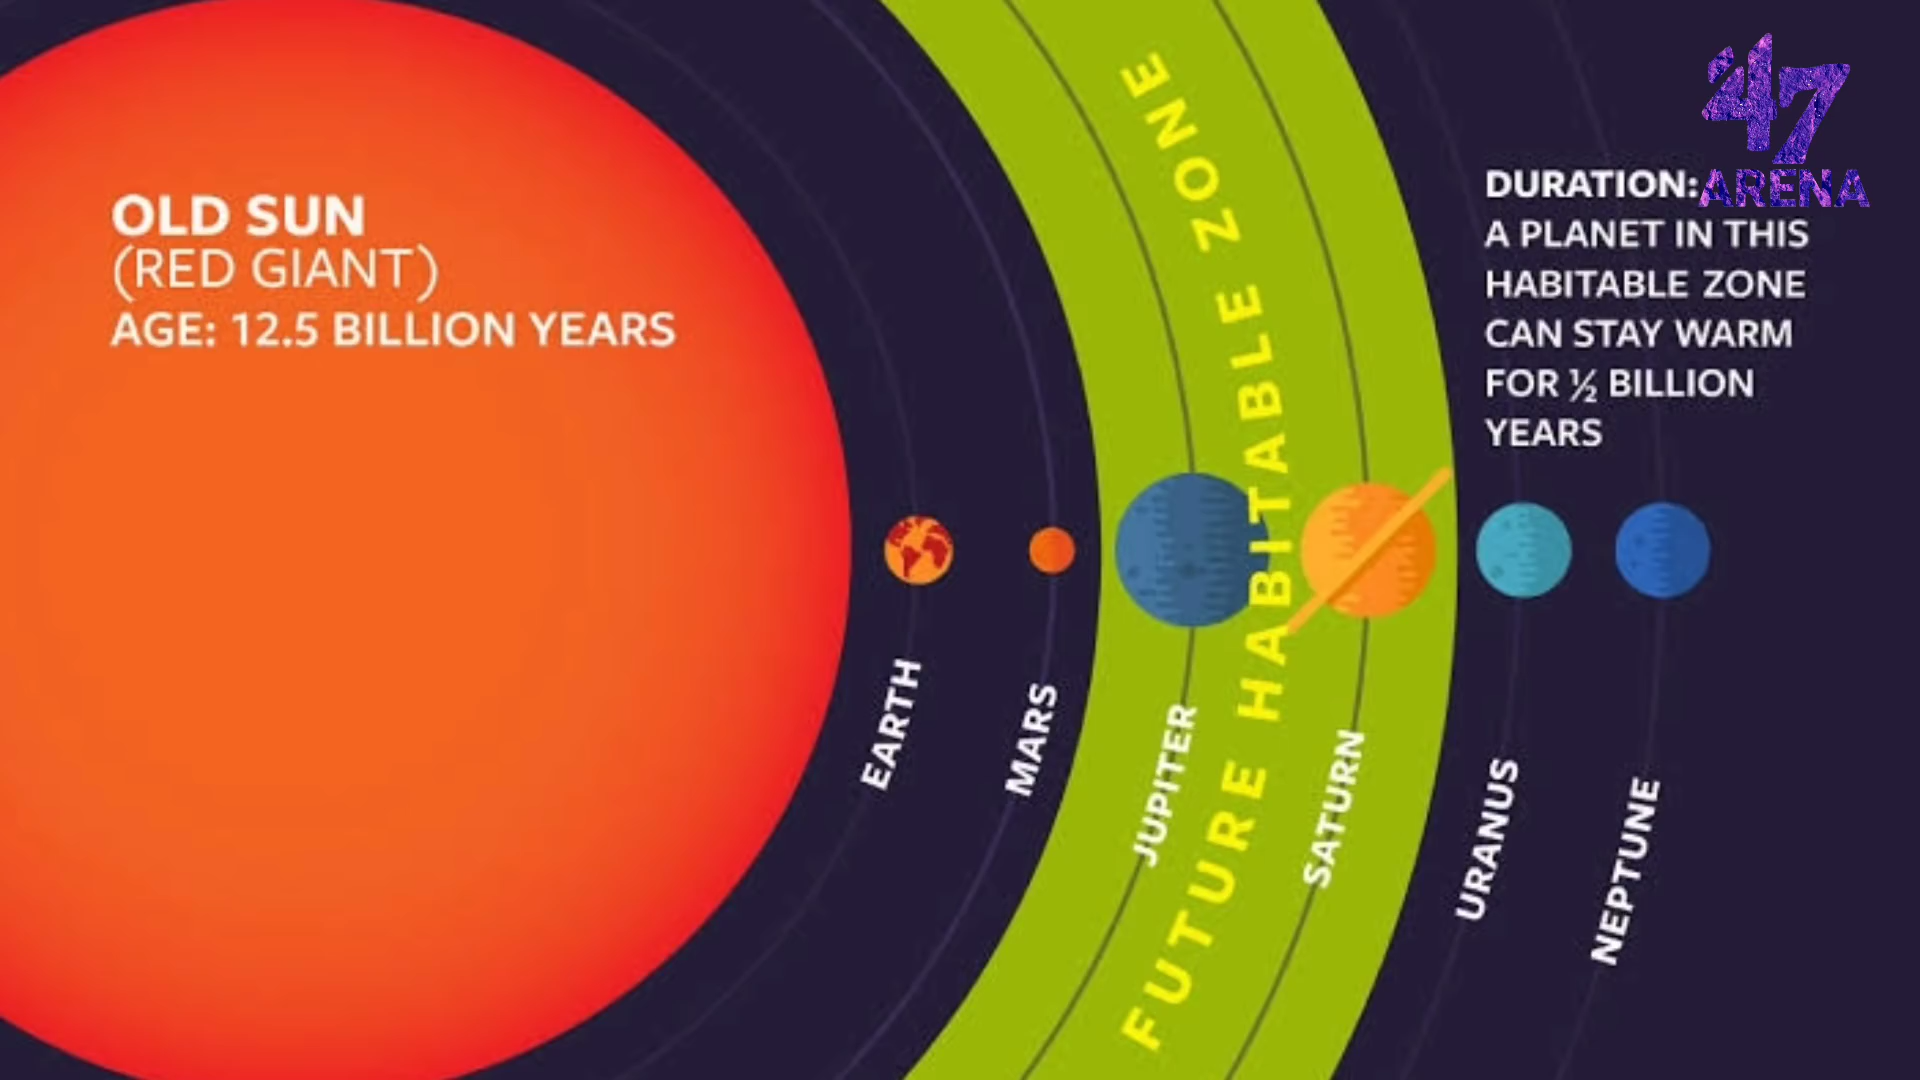 OLD SUN
(RED GIANT)
AGE: 12.5 BILLION YEARS
EARTH
MARS
JUPITER
FUTURE HABITABLE ZONE
SATURN
URANUS
NEPTUNE
47
ARENA
DURATION:
A PLANET IN THIS
HABITABLE ZONE
CAN STAY WARM
FOR ½ BILLION
YEARS